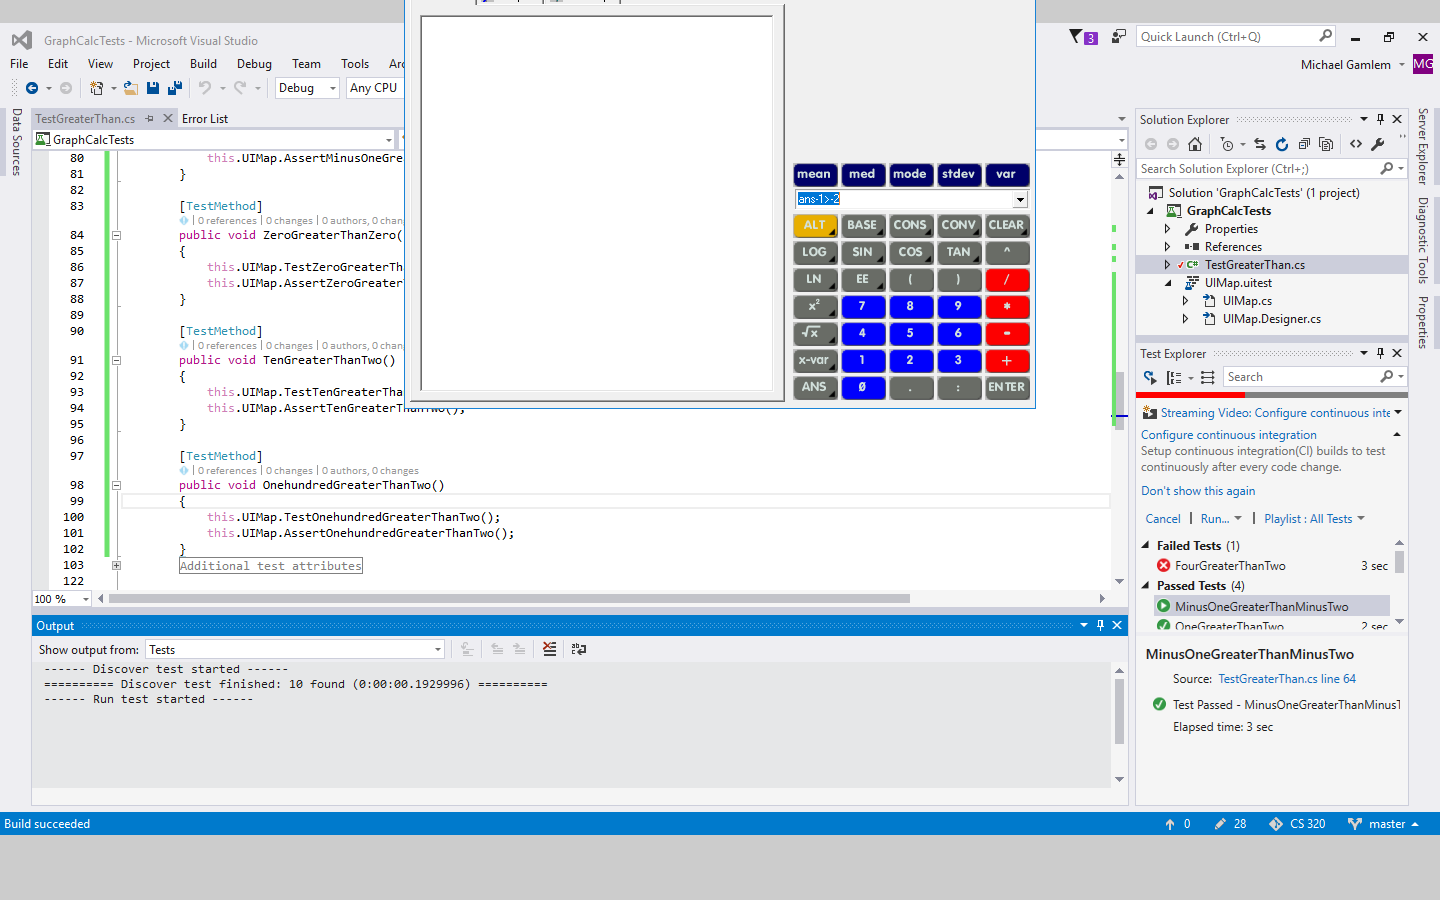 GraphCalcTests - Microsoft Visual Studio
3
Quick Launch (Ctrl+Q)
File Edit View Project Build Debug Team Tools
Michael Gamlem MG
Debug Any CPU
Data Sources
TestGreaterThan.cs Error List
GraphCalcTests
80 this.UIMap.AssertMinusOneGre
81 }
82
83 [TestMethod]
0 references | 0 changes | 0 authors, 0 changes
84 public void ZeroGreaterThanZero(
85 {
86 this.UIMap.TestZeroGreaterTh
87 this.UIMap.AssertZeroGreater
88 }
89
90 [TestMethod]
0 references | 0 changes | 0 authors, 0 changes
91 public void TenGreaterThanTwo()
92 {
93 this.UIMap.TestTenGreaterTha
94 this.UIMap.AssertTenGreaterThanTwo();
95 }
96
97 [TestMethod]
0 references | 0 changes | 0 authors, 0 changes
98 public void OnehundredGreaterThanTwo()
99 {
100 this.UIMap.TestOnehundredGreaterThanTwo();
101 this.UIMap.AssertOnehundredGreaterThanTwo();
102 }
103 Additional test attributes
122
100 %
mean med mode stdev var
ans-1>-2
ALT BASE CONS CONV CLEAR
LOG SIN COS TAN ^
LN EE ( ) /
x² 7 8 9 *
√x 4 5 6 -
x-var 1 2 3 +
ANS 0 . : ENTER
Output
Show output from: Tests
------ Discover test started ------
========== Discover test finished: 10 found (0:00:00.1929996) ==========
------ Run test started ------
Solution Explorer
Search Solution Explorer (Ctrl+;)
Solution 'GraphCalcTests' (1 project)
GraphCalcTests
Properties
References
TestGreaterThan.cs
UIMap.uitest
UIMap.cs
UIMap.Designer.cs
Test Explorer
Search
Streaming Video: Configure continuous inte
Configure continuous integration
Setup continuous integration(CI) builds to test
continuously after every code change.
Don't show this again
Cancel | Run... | Playlist : All Tests
Failed Tests (1)
FourGreaterThanTwo 3 sec
Passed Tests (4)
MinusOneGreaterThanMinusTwo
OneGreaterThanTwo 2 sec
MinusOneGreaterThanMinusTwo
Source: TestGreaterThan.cs line 64
Test Passed - MinusOneGreaterThanMinusT
Elapsed time: 3 sec
Server Explorer
Diagnostic Tools
Properties
Build succeeded
0 28 CS 320 master